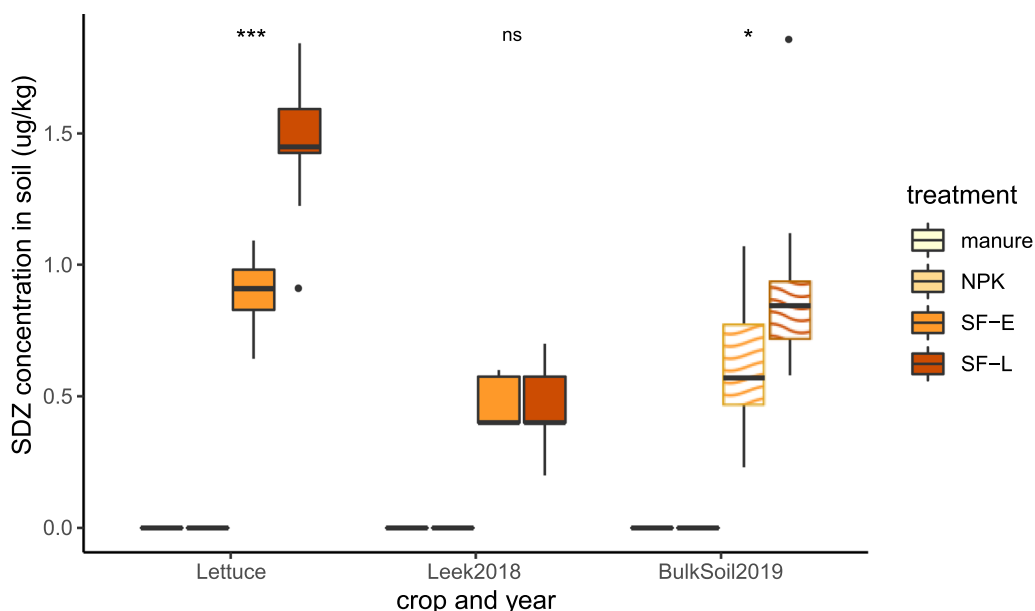 ***
ns
*
SDZ concentration in soil (ug/kg)
1.5
1.0
0.5
0.0
Lettuce
Leek2018
BulkSoil2019
crop and year
treatment
manure
NPK
SF−E
SF−L